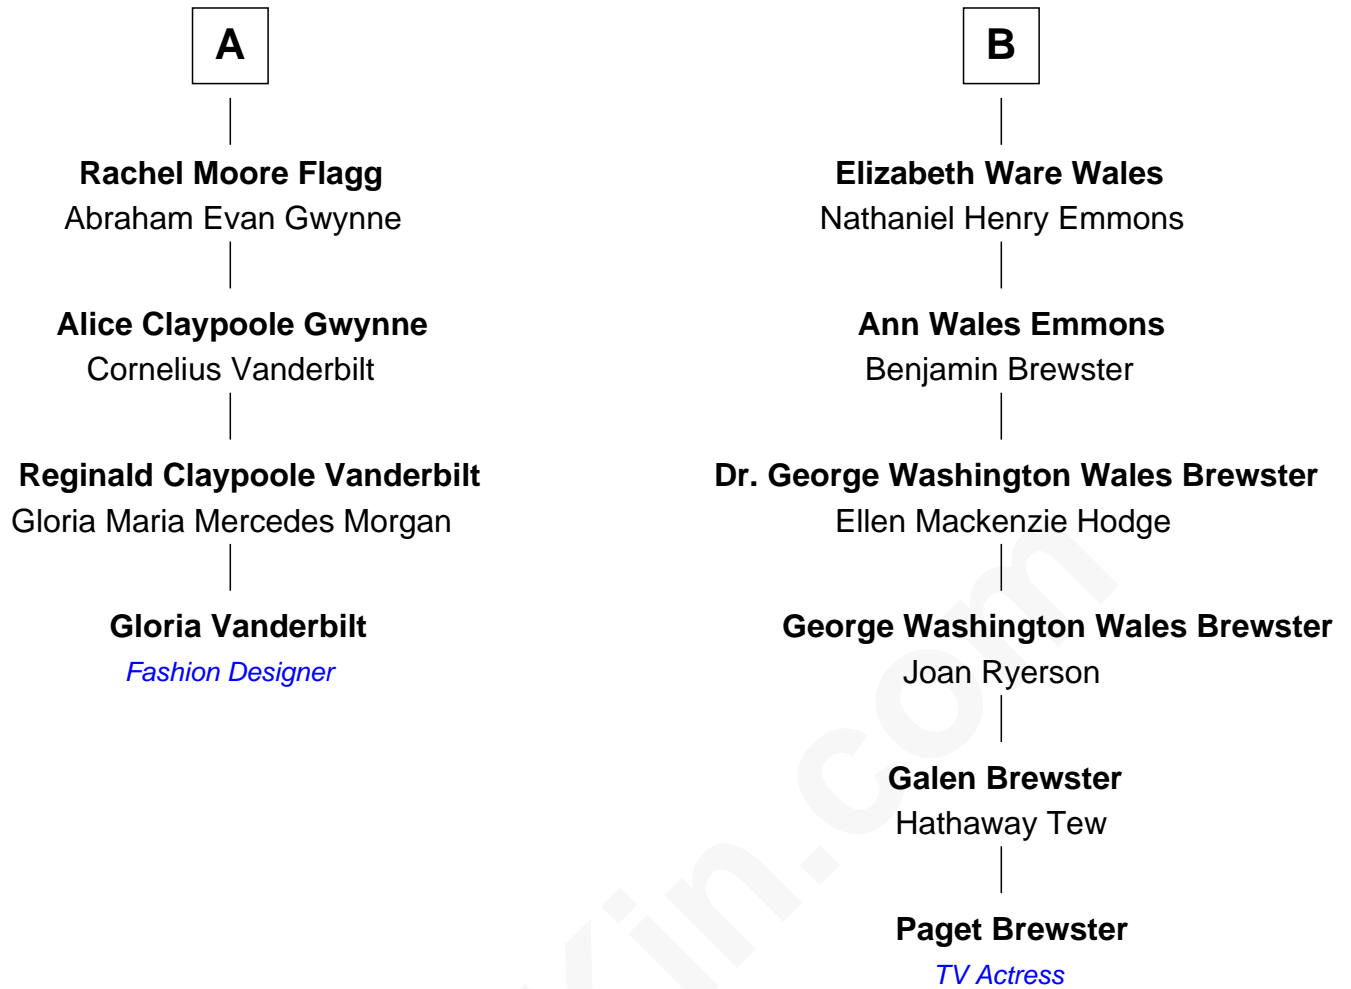 A
Rachel Moore Flagg
Abraham Evan Gwynne
Alice Claypoole Gwynne
Cornelius Vanderbilt
Reginald Claypoole Vanderbilt
Gloria Maria Mercedes Morgan
Gloria Vanderbilt
Fashion Designer
B
Elizabeth Ware Wales
Nathaniel Henry Emmons
Ann Wales Emmons
Benjamin Brewster
Dr. George Washington Wales Brewster
Ellen Mackenzie Hodge
George Washington Wales Brewster
Joan Ryerson
Galen Brewster
Hathaway Tew
Paget Brewster
TV Actress
Kin.com